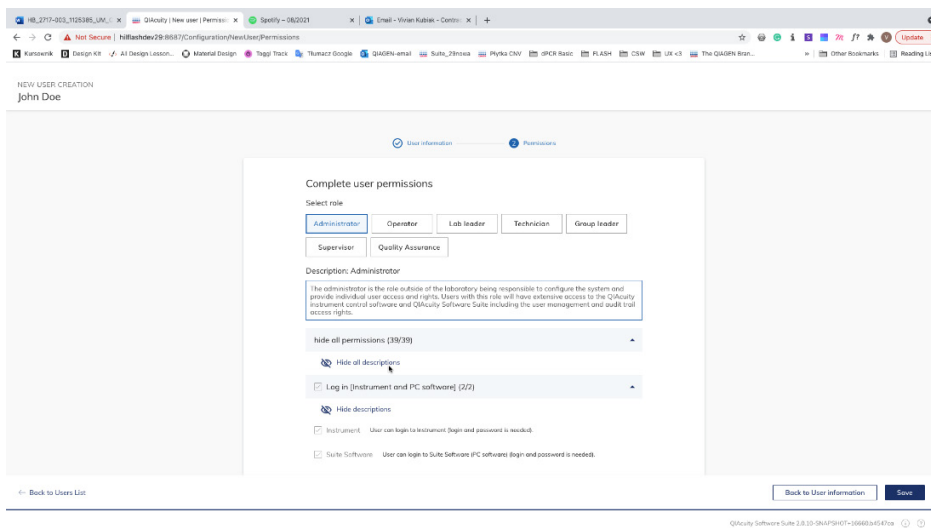 HB_2717-003_1125385_UM_C
QIAcuity | New user | Permissi
Spotify – 08/2021
Email - Vivian Kubiak - Centrec
Not Secure | hilflashdev29:8687/Configuration/NewUser/Permissions
Update
Kursownik
Design Kit
All Design Lesson...
Material Design
Toggl Track
Tłumacz Google
QIAGEN-email
Suite_29nowa
Płytka CNV
dPCR Basic
FLASH
CSW
UX <3
The QIAGEN Bran...
»
Other Bookmarks
Reading Lis
NEW USER CREATION
John Doe
User information
2 Permissions
Complete user permissions
Select role
Administrator
Operator
Lab leader
Technician
Group leader
Supervisor
Quality Assurance
Description: Administrator
The administrator is the role outside of the laboratory being responsible to configure the system and
provide individual user access and rights. Users with this role will have extensive access to the QIAcuity
instrument control software and QIAcuity Software Suite including the user management and audit trail
access rights.
hide all permissions (39/39)
Hide all descriptions
Log in [Instrument and PC software] (2/2)
Hide descriptions
Instrument User can login to Instrument (login and password is needed).
Suite Software User can login to Suite Software (PC software) (login and password is needed).
Back to Users List
Back to User information
Save
QIAcuity Software Suite 2.0.10-SNAPSHOT+16660.b4547ca